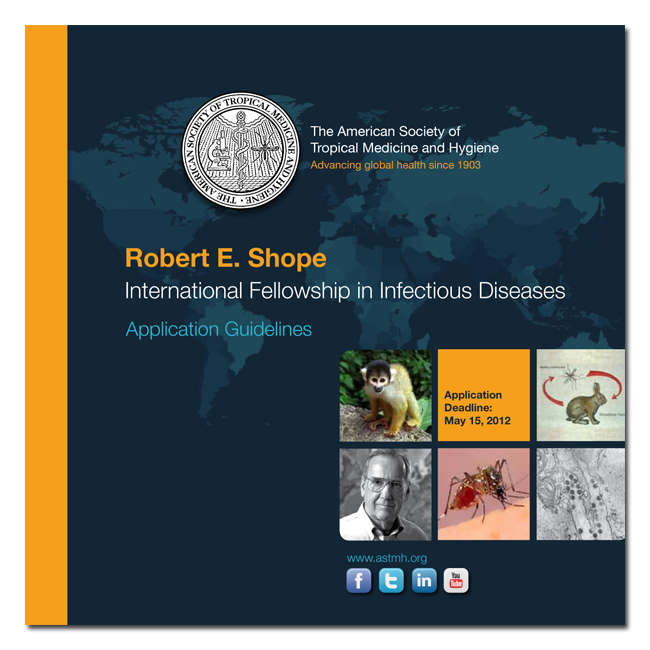 THE AMERICAN SOCIETY OF TROPICAL MEDICINE AND HYGIENE
The American Society of
Tropical Medicine and Hygiene
Advancing global health since 1903
Robert E. Shope
International Fellowship in Infectious Diseases
Application Guidelines
Application
Deadline:
May 15, 2012
www.astmh.org
f
t
in
You
Tube